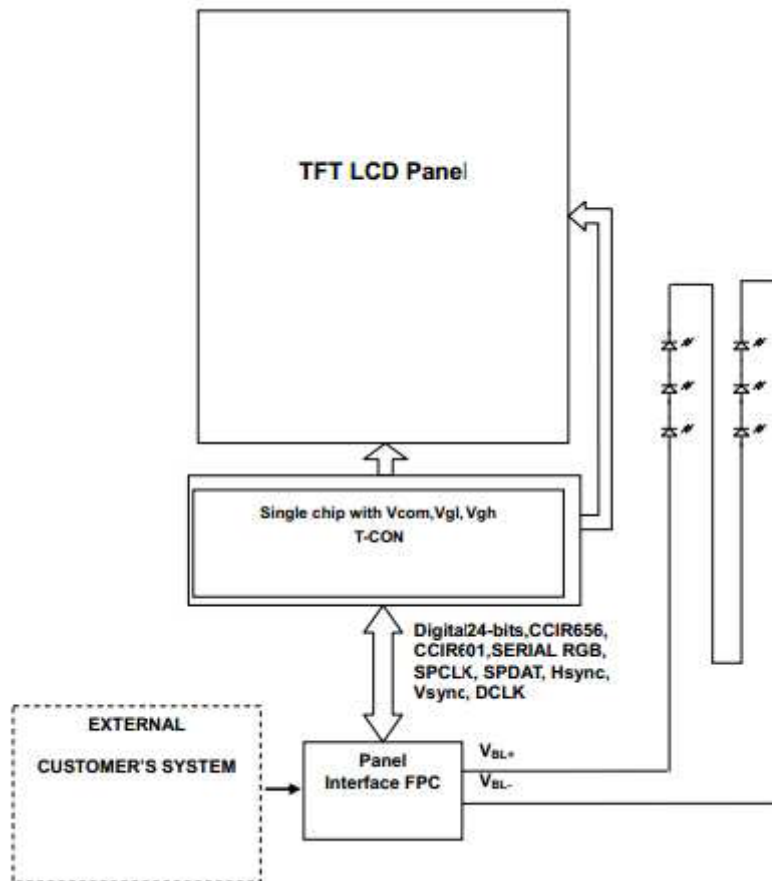 TFT LCD Panel
Single chip with Vcom,Vgl,Vgh
T-CON
Digital24-bits,CCIR656,
CCIR601,SERIAL RGB,
SPCLK, SPDAT, Hsync,
Vsync, DCLK
EXTERNAL
CUSTOMER'S SYSTEM
Panel
Interface FPC
VBL+
VBL-